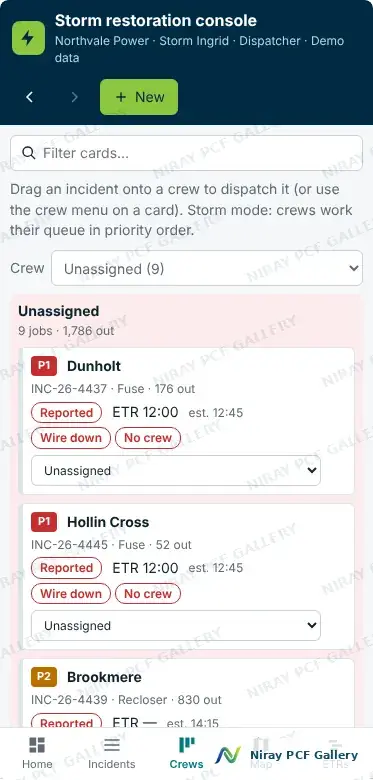 Storm restoration console
Northvale Power · Storm Ingrid · Dispatcher · Demo
data
New
Filter cards...
Drag an incident onto a crew to dispatch it (or use
the crew menu on a card). Storm mode: crews work
their queue in priority order.
Crew Unassigned (9)
Unassigned
9 jobs · 1,786 out
P1 Dunholt
INC-26-4437 · Fuse · 176 out
Reported ETR 12:00 est. 12:45
Wire down No crew
Unassigned
P1 Hollin Cross
INC-26-4445 · Fuse · 52 out
Reported ETR 12:00 est. 12:45
Wire down No crew
Unassigned
P2 Brookmere
INC-26-4439 · Recloser · 830 out
Reported ETR — est. 14:15
Home Incidents Crews Map ETRs
Niray PCF Gallery
NIRAY PCF GALLERY